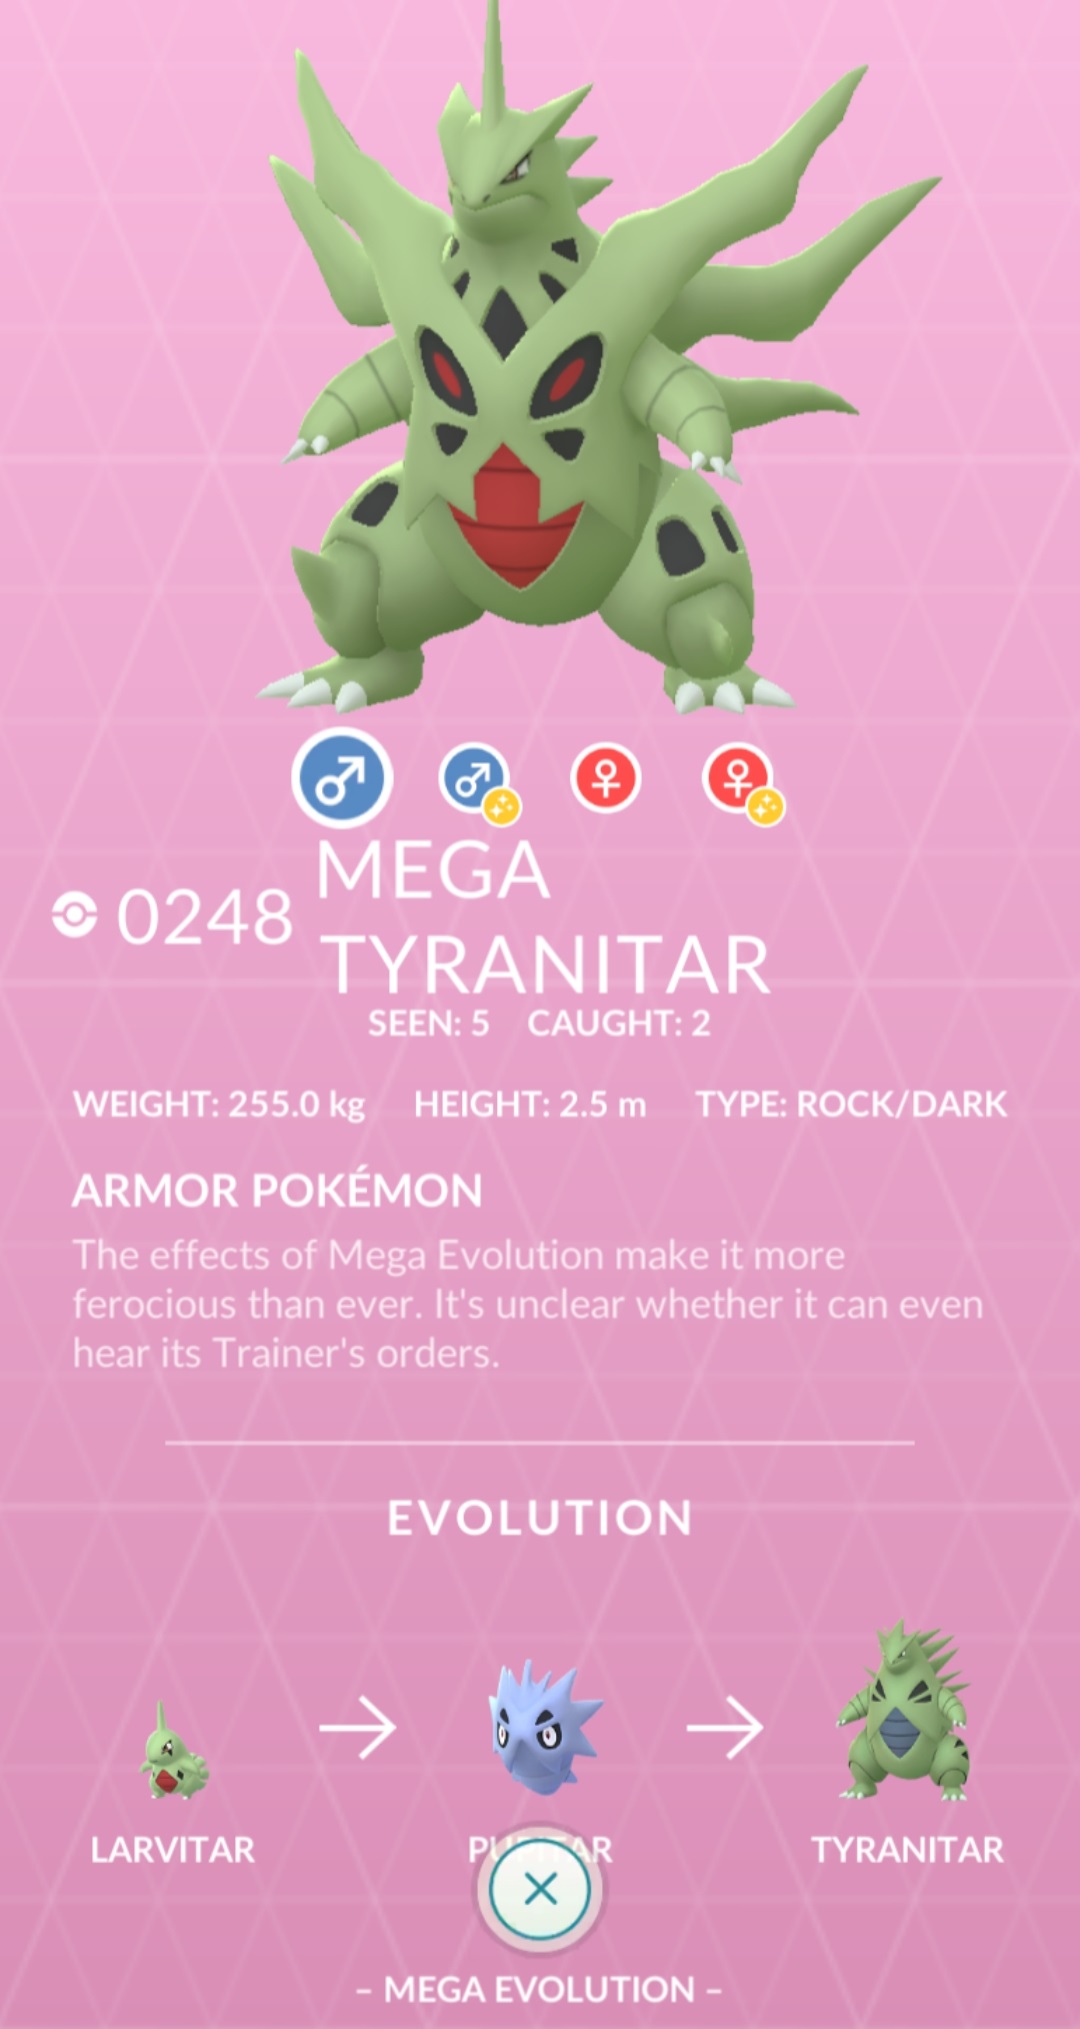 MEGA
0248
TYRANITAR
SEEN: 5 CAUGHT: 2
WEIGHT: 255.0 kg HEIGHT: 2.5 m TYPE: ROCK/DARK
ARMOR POKÉMON
The effects of Mega Evolution make it more
ferocious than ever. It's unclear whether it can even
hear its Trainer's orders.
EVOLUTION
LARVITAR PUPITAR TYRANITAR
– MEGA EVOLUTION –